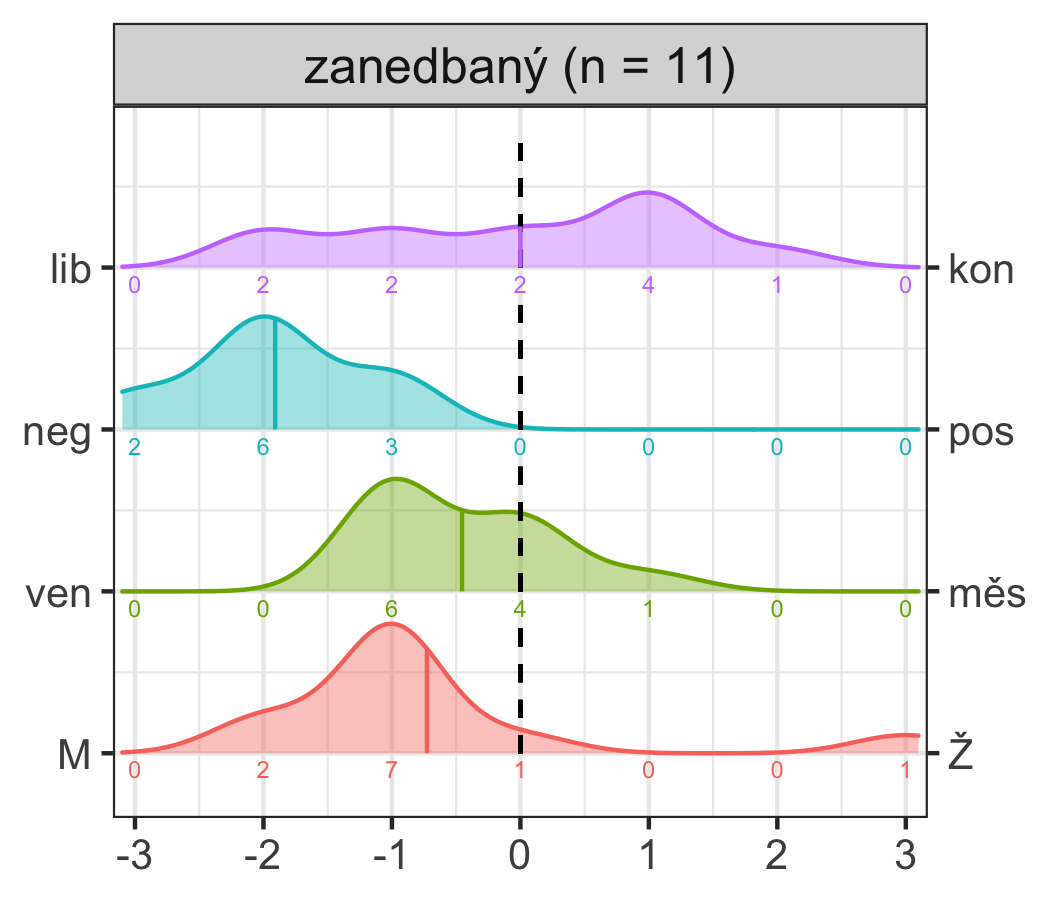 zanedbaný (n = 11)
lib kon
0 2 2 2 4 1 0
neg pos
2 6 3 0 0 0 0
ven měs
0 0 6 4 1 0 0
M Ž
0 2 7 1 0 0 1
-3 -2 -1 0 1 2 3